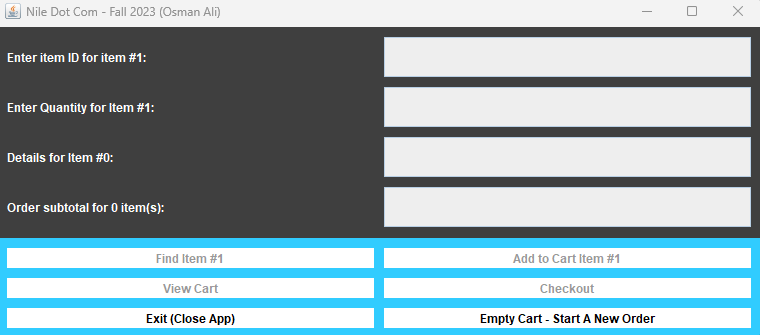 Nile Dot Com - Fall 2023 (Osman Ali)
Enter item ID for item #1:
Enter Quantity for Item #1:
Details for Item #0:
Order subtotal for 0 item(s):
Find Item #1
Add to Cart Item #1
View Cart
Checkout
Exit (Close App)
Empty Cart - Start A New Order